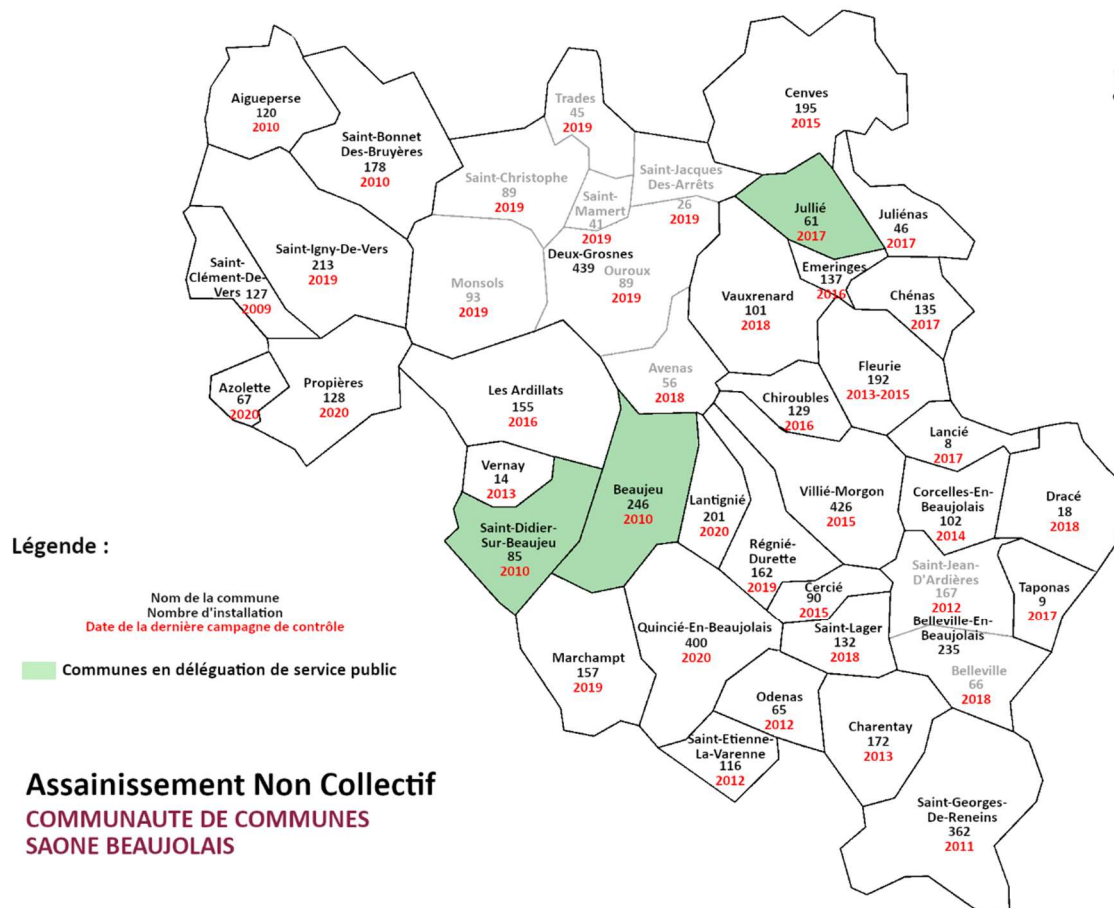 Aigueperse
120
2010
Saint-Bonnet
Des-Bruyères
178
2010
Trades
45
2019
Cenves
195
2015
Saint-Christophe
89
2019
Saint-Jacques
Des-Arrêts
26
2019
Saint-
Mamert
41
2019
Jullié
61
2017
Juliénas
46
2017
Saint-Igny-De-Vers
213
2019
Saint-
Clément-De-
Vers 127
2009
Deux-Grosnes
439
Ouroux
89
2019
Monsols
93
2019
Emeringes
137
2016
Vauxrenard
101
2018
Chénas
135
2017
Azolette
67
2020
Propières
128
2020
Les Ardillats
155
2016
Avenas
56
2018
Fleurie
192
2013-2015
Chiroubles
129
2016
Lancié
8
2017
Vernay
14
2013
Beaujeu
246
2010
Lantignié
201
2020
Villié-Morgon
426
2015
Corcelles-En-
Beaujolais
102
2014
Dracé
18
2018
Saint-Didier-
Sur-Beaujeu
85
2010
Régnié-
Durette
162
2019
Cercié
90
2015
Saint-Jean-
D'Ardières
167
2012
Taponas
9
2017
Belleville-En-
Beaujolais
235
Quincié-En-Beaujolais
400
2020
Saint-Lager
132
2018
Marchampt
157
2019
Belleville
66
2018
Odenas
65
2012
Saint-Etienne-
La-Varenne
116
2012
Charentay
172
2013
Saint-Georges-
De-Reneins
362
2011
Légende :
Nom de la commune
Nombre d'installation
Date de la dernière campagne de contrôle
Communes en déléguation de service public
Assainissement Non Collectif
COMMUNAUTE DE COMMUNES
SAONE BEAUJOLAIS